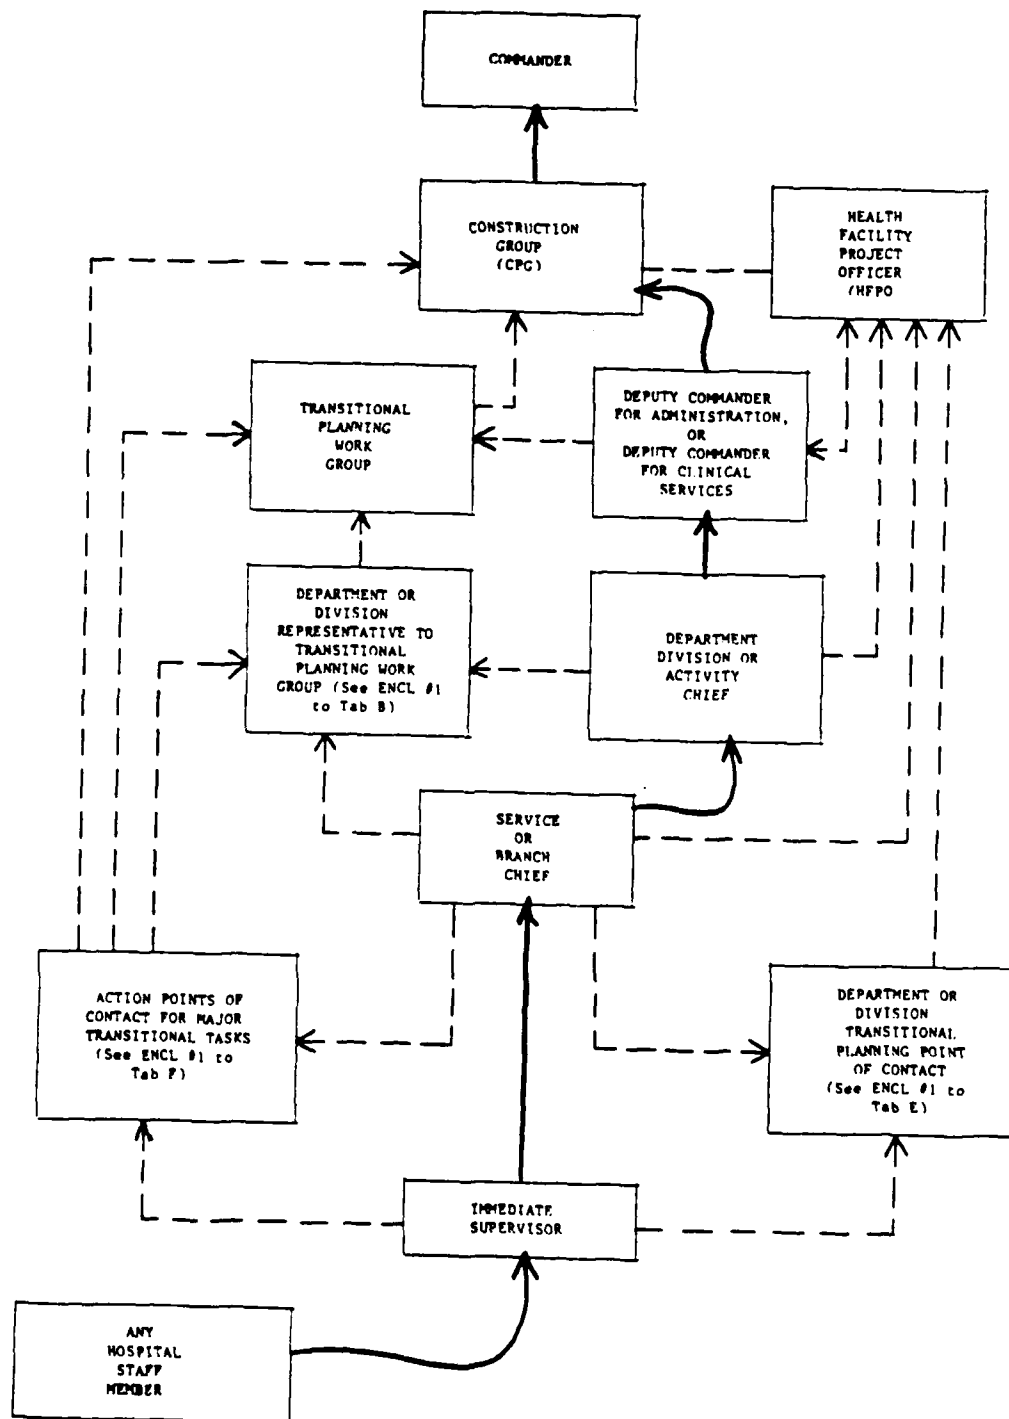 COMMANDER
CONSTRUCTION
GROUP
(CPG)
HEALTH
FACILITY
PROJECT
OFFICER
(HFPO
TRANSITIONAL
PLANNING
WORK
GROUP
DEPUTY COMMANDER
FOR ADMINISTRATION,
OR
DEPUTY COMMANDER
FOR CLINICAL
SERVICES
DEPARTMENT OR
DIVISION
REPRESENTATIVE TO
TRANSITIONAL
PLANNING WORK
GROUP (See ENCL #1
to Tab B)
DEPARTMENT
DIVISION OR
ACTIVITY
CHIEF
SERVICE
OR
BRANCH
CHIEF
ACTION POINTS OF
CONTACT FOR MAJOR
TRANSITIONAL TASKS
(See ENCL #1 to
Tab F)
DEPARTMENT OR
DIVISION
TRANSITIONAL
PLANNING POINT
OF CONTACT
(See ENCL #1 to
Tab E)
IMMEDIATE
SUPERVISOR
ANY
HOSPITAL
STAFF
MEMBER